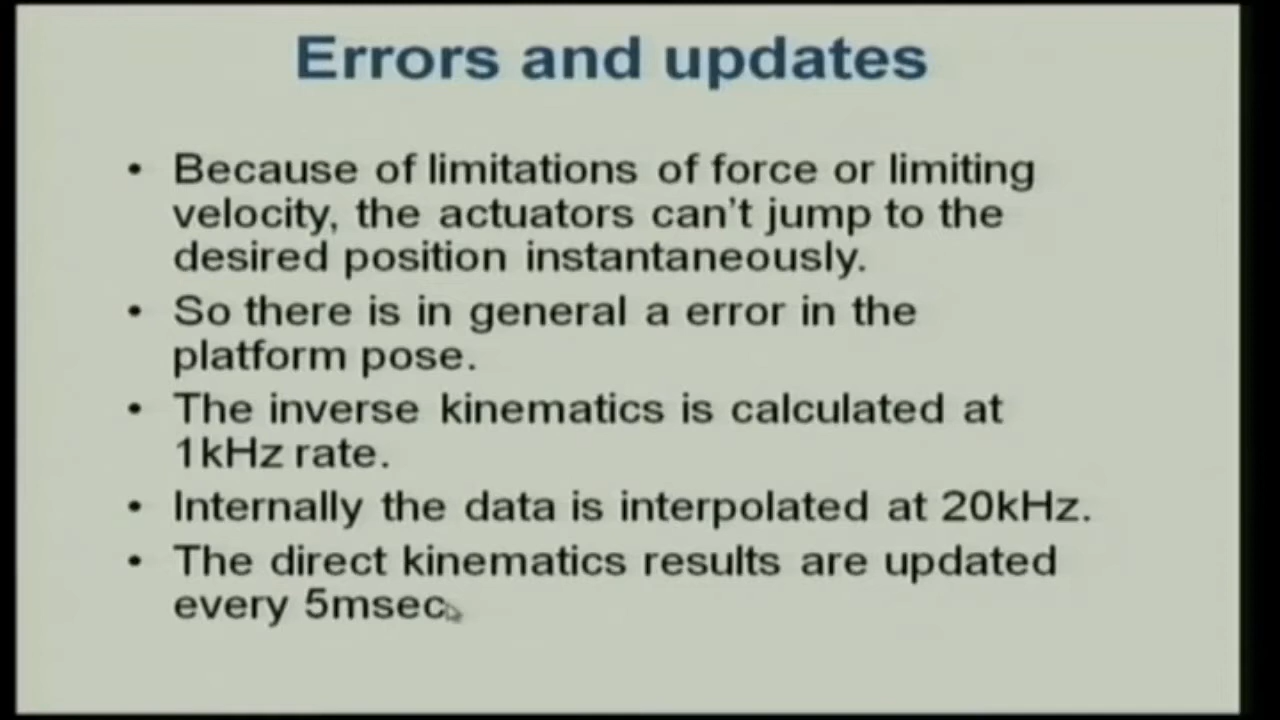 Errors and updates
• Because of limitations of force or limiting
velocity, the actuators can't jump to the
desired position instantaneously.
• So there is in general a error in the
platform pose.
• The inverse kinematics is calculated at
1kHz rate.
• Internally the data is interpolated at 20kHz.
• The direct kinematics results are updated
every 5msec.